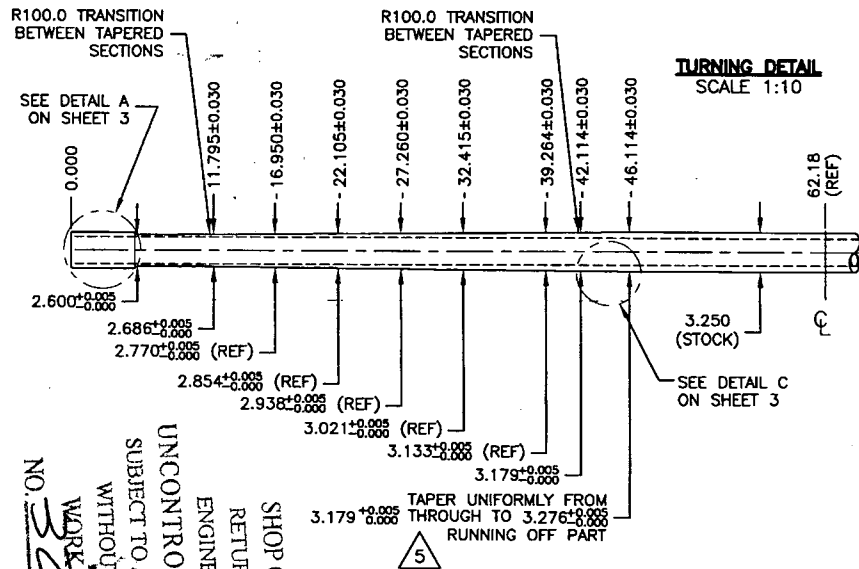 R100.0 TRANSITION
BETWEEN TAPERED
SECTIONS
R100.0 TRANSITION
BETWEEN TAPERED
SECTIONS
TURNING DETAIL
SCALE 1:10
SEE DETAIL A
ON SHEET 3
0.000
11.795±0.030
16.950±0.030
22.105±0.030
27.260±0.030
32.415±0.030
39.264±0.030
42.114±0.030
46.114±0.030
62.18
(REF)
2.600+0.005 -0.000
2.686+0.005 -0.000
2.770+0.005 -0.000 (REF)
2.854+0.005 -0.000 (REF)
2.938+0.005 -0.000 (REF)
3.021+0.005 -0.000 (REF)
3.133+0.005 -0.000 (REF)
3.179+0.005 -0.000
3.250
(STOCK)
℄
SEE DETAIL C
ON SHEET 3
TAPER UNIFORMLY FROM
3.179 +0.005 0.000 THROUGH TO 3.276+0.005 -0.000
RUNNING OFF PART
5
SHOP
RETU
ENGINE
UNCONTRO
SUBJECT TO
WITHOU
WORK
NO.